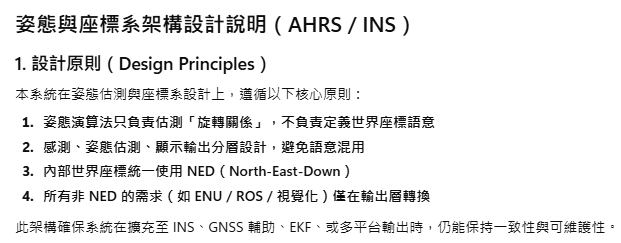 姿態與座標系架構設計說明（AHRS / INS）
1. 設計原則（Design Principles）
本系統在姿態估測與座標系設計上，遵循以下核心原則：
1. 姿態演算法只負責估測「旋轉關係」，不負責定義世界座標語意
2. 感測、姿態估測、顯示輸出分層設計，避免語意混用
3. 內部世界座標統一使用 NED（North-East-Down）
4. 所有非 NED 的需求（如 ENU / ROS / 視覺化）僅在輸出層轉換
此架構確保系統在擴充至 INS、GNSS 輔助、EKF、或多平台輸出時，仍能保持一致性與可維護性。